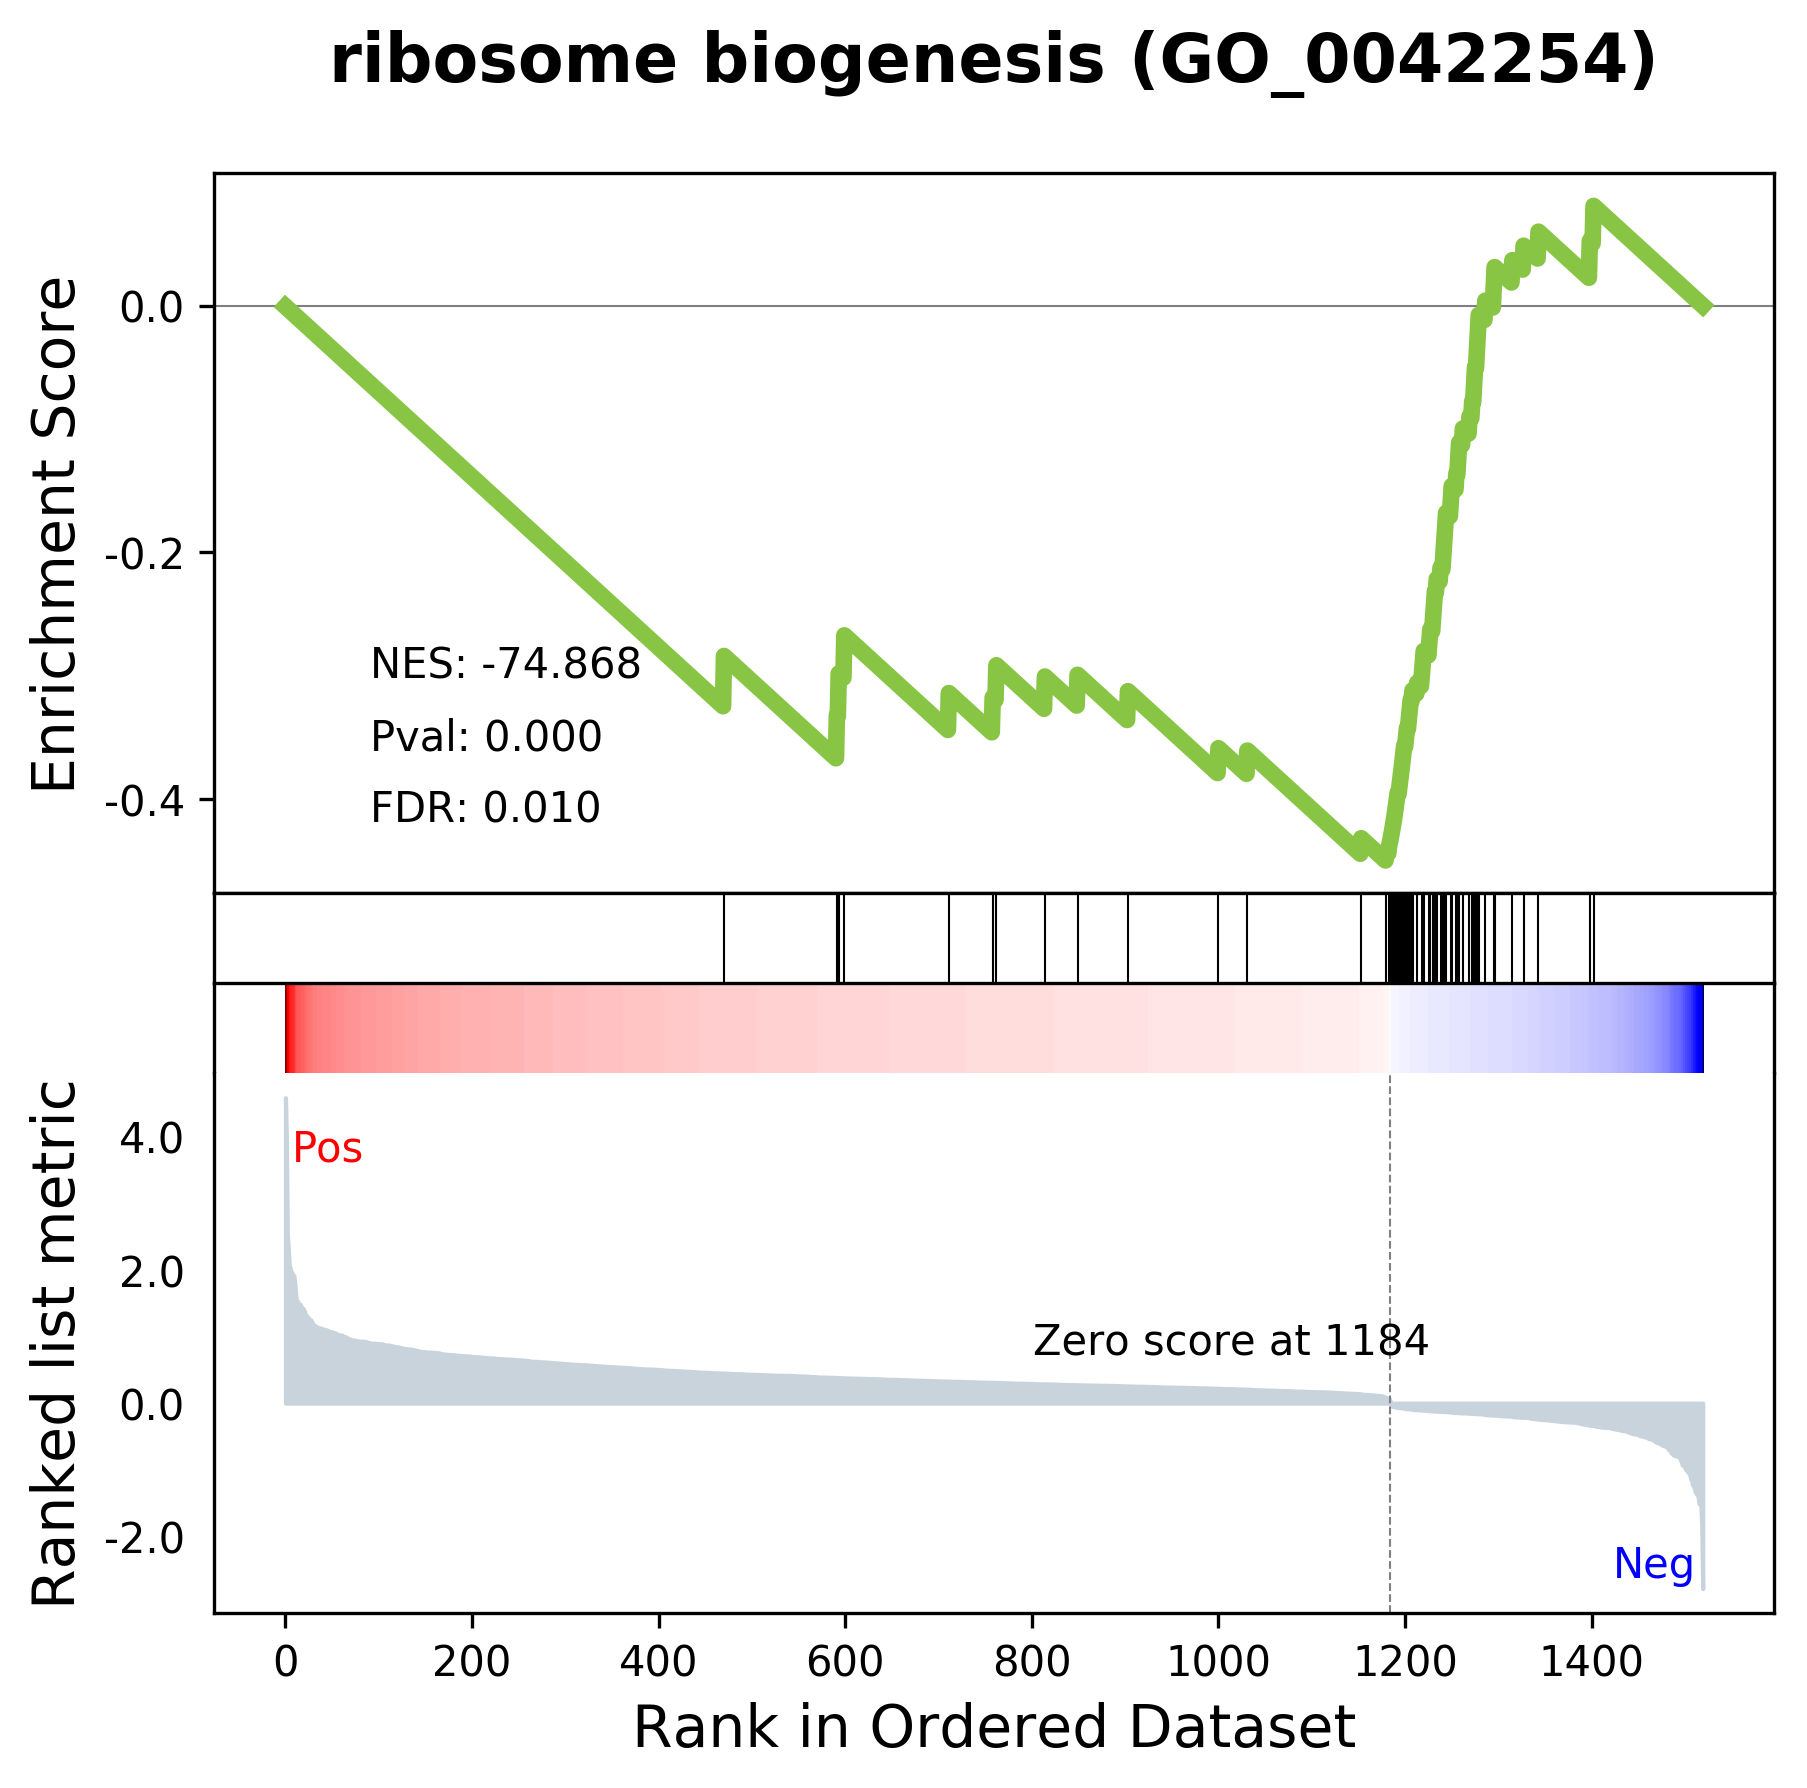 ribosome biogenesis (GO_0042254)
Enrichment Score
0.0
-0.2
-0.4
NES: -74.868
Pval: 0.000
FDR: 0.010
Ranked list metric
4.0
2.0
0.0
-2.0
Pos
Zero score at 1184
Neg
0 200 400 600 800 1000 1200 1400
Rank in Ordered Dataset